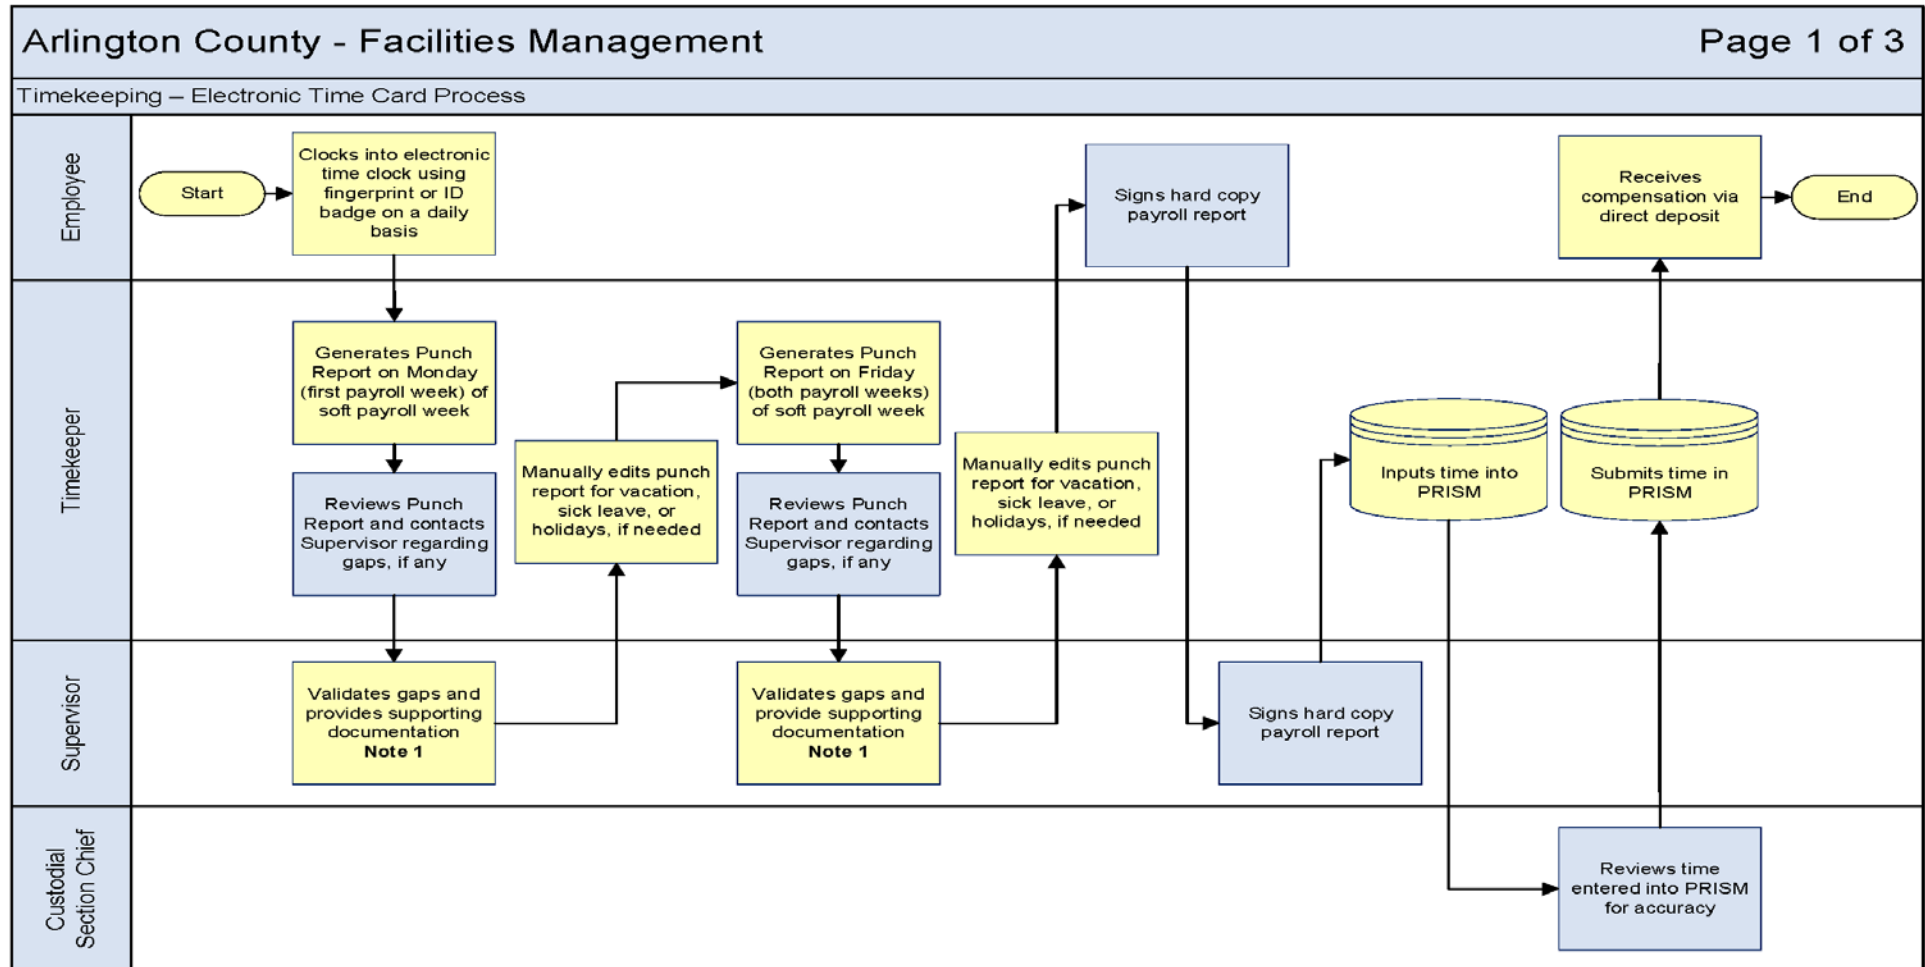 Arlington County - Facilities Management
Page 1 of 3
Timekeeping – Electronic Time Card Process
Employee
Start
Clocks into electronic
time clock using
fingerprint or ID
badge on a daily
basis
Signs hard copy
payroll report
Receives
compensation via
direct deposit
End
Timekeeper
Generates Punch
Report on Monday
(first payroll week) of
soft payroll week
Reviews Punch
Report and contacts
Supervisor regarding
gaps, if any
Manually edits punch
report for vacation,
sick leave, or
holidays, if needed
Generates Punch
Report on Friday
(both payroll weeks)
of soft payroll week
Reviews Punch
Report and contacts
Supervisor regarding
gaps, if any
Manually edits punch
report for vacation,
sick leave, or
holidays, if needed
Inputs time into
PRISM
Submits time in
PRISM
Supervisor
Validates gaps and
provides supporting
documentation
Note 1
Validates gaps and
provide supporting
documentation
Note 1
Signs hard copy
payroll report
Custodial
Section Chief
Reviews time
entered into PRISM
for accuracy